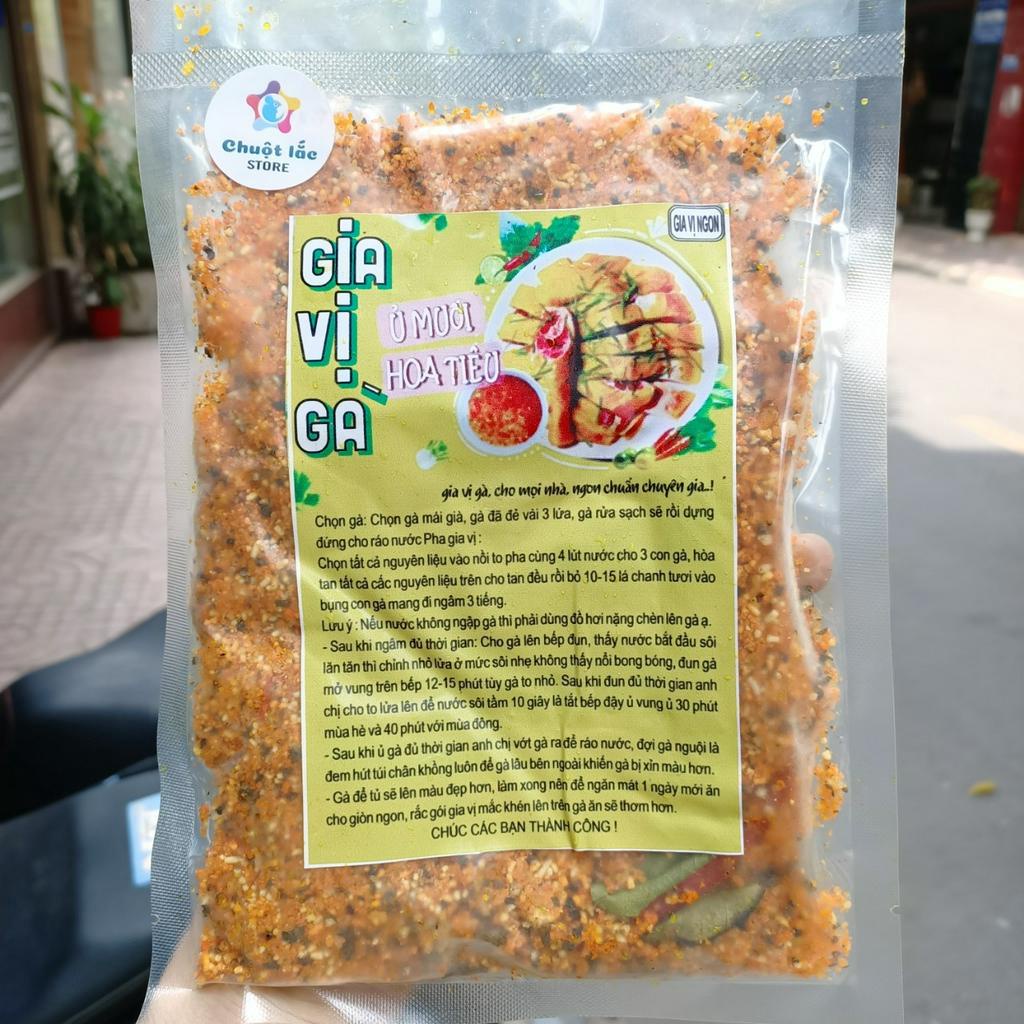 Chuột lắc
STORE
GIA VỊ NGON
GIA
VỊ
GÀ
Ủ MUỐI
HOA TIÊU
gia vị gà, cho mọi nhà, ngon chuẩn chuyên gia..!
Chọn gà: Chọn gà mái già, gà đã đẻ vài 3 lứa, gà rửa sạch sẽ rồi dựng
đứng cho ráo nước Pha gia vị :
Chọn tất cả nguyên liệu vào nồi to pha cùng 4 lút nước cho 3 con gà, hòa
tan tất cả cấc nguyên liệu trên cho tan đều rồi bỏ 10-15 lá chanh tươi vào
bụng con gà mang đi ngâm 3 tiếng.
Lưu ý : Nếu nước không ngập gà thì phải dùng đồ hơi nặng chèn lên gà ạ.
- Sau khi ngâm đủ thời gian: Cho gà lên bếp đun, thấy nước bắt đầu sôi
lăn tăn thì chỉnh nhỏ lửa ở mức sôi nhẹ không thấy nổi bong bóng, đun gà
mở vung trên bếp 12-15 phút tùy gà to nhỏ. Sau khi đun đủ thời gian anh
chị cho to lửa lên để nước sôi tầm 10 giây là tắt bếp đậy ủ vung ủ 30 phút
mùa hè và 40 phút với mùa đông.
- Sau khi ủ gà đủ thời gian anh chị vớt gà ra để ráo nước, đợi gà nguội là
đem hút túi chân khồng luôn để gà lâu bên ngoài khiến gà bị xỉn màu hơn.
- Gà để tủ sẽ lên màu đẹp hơn, làm xong nên để ngăn mát 1 ngày mới ăn
cho giòn ngon, rắc gói gia vị mắc khén lên trên gà ăn sẽ thơm hơn.
CHÚC CÁC BẠN THÀNH CÔNG !